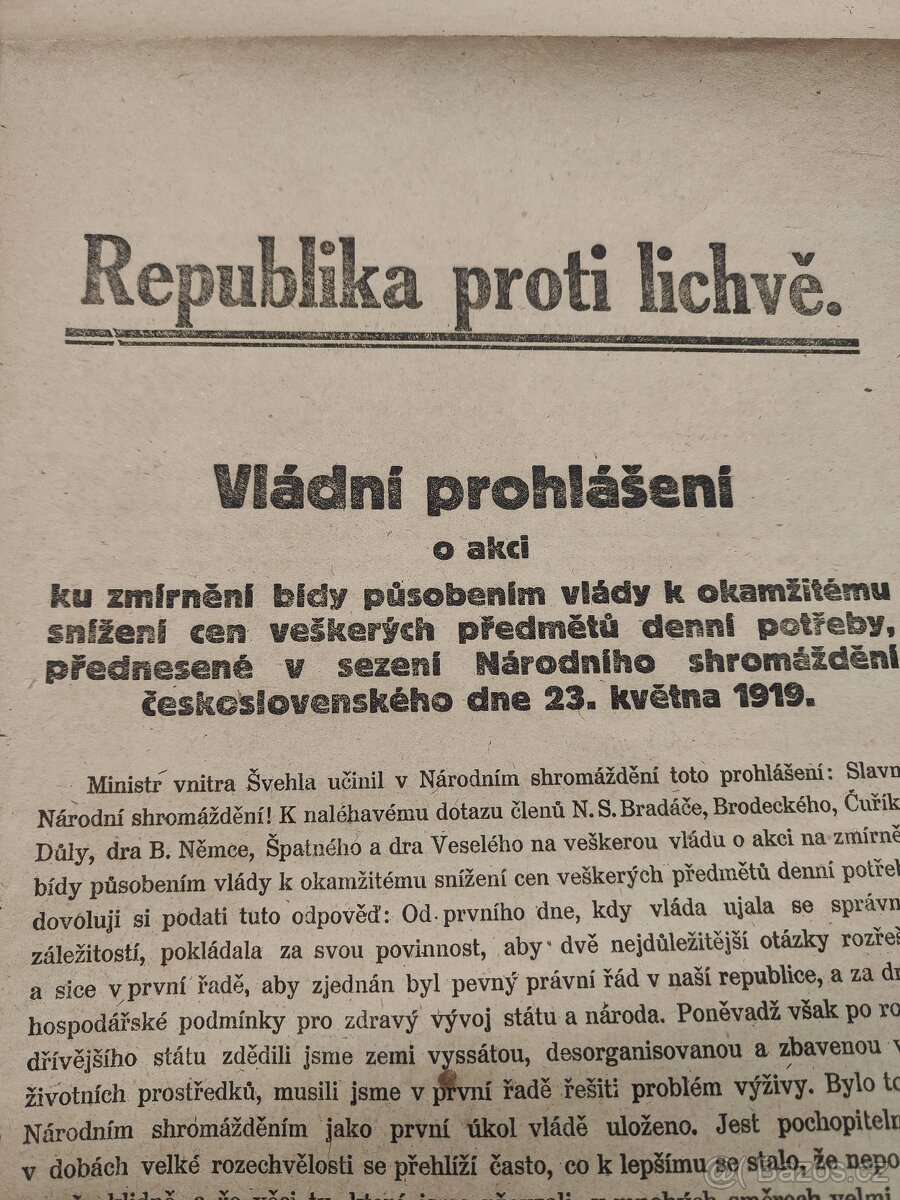 Republika proti lichvě.
Vládní prohlášení
o akci
ku zmírnění bídy působením vlády k okamžitému
snížení cen veškerých předmětů denní potřeby,
přednesené v sezení Národního shromáždění
československého dne 23. května 1919.
Ministr vnitra Švehla učinil v Národním shromáždění toto prohlášení: Slavn
Národní shromáždění! K naléhavému dotazu členů N. S. Bradáče, Brodeckého, Čuřík
Důly, dra B. Němce, Špatného a dra Veselého na veškerou vládu o akci na zmírně
bídy působením vlády k okamžitému snížení cen veškerých předmětů denní potřeb
dovoluji si podati tuto odpověď: Od prvního dne, kdy vláda ujala se správn
záležitostí, pokládala za svou povinnost, aby dvě nejdůležitější otázky rozřeš
a sice v první řadě, aby zjednán byl pevný právní řád v naší republice, a za dr
hospodářské podmínky pro zdravý vývoj státu a národa. Poněvadž však po ro
dřívějšího státu zdědili jsme zemi vyssátou, desorganisovanou a zbavenou v
životních prostředků, musili jsme v první řadě řešiti problém výživy. Bylo to
Národním shromážděním jako první úkol vládě uloženo. Jest pochopiteln
v dobách velké rozechvělosti se přehlíží často, co k lepšímu se stalo, že nepo
Bazoš.cz